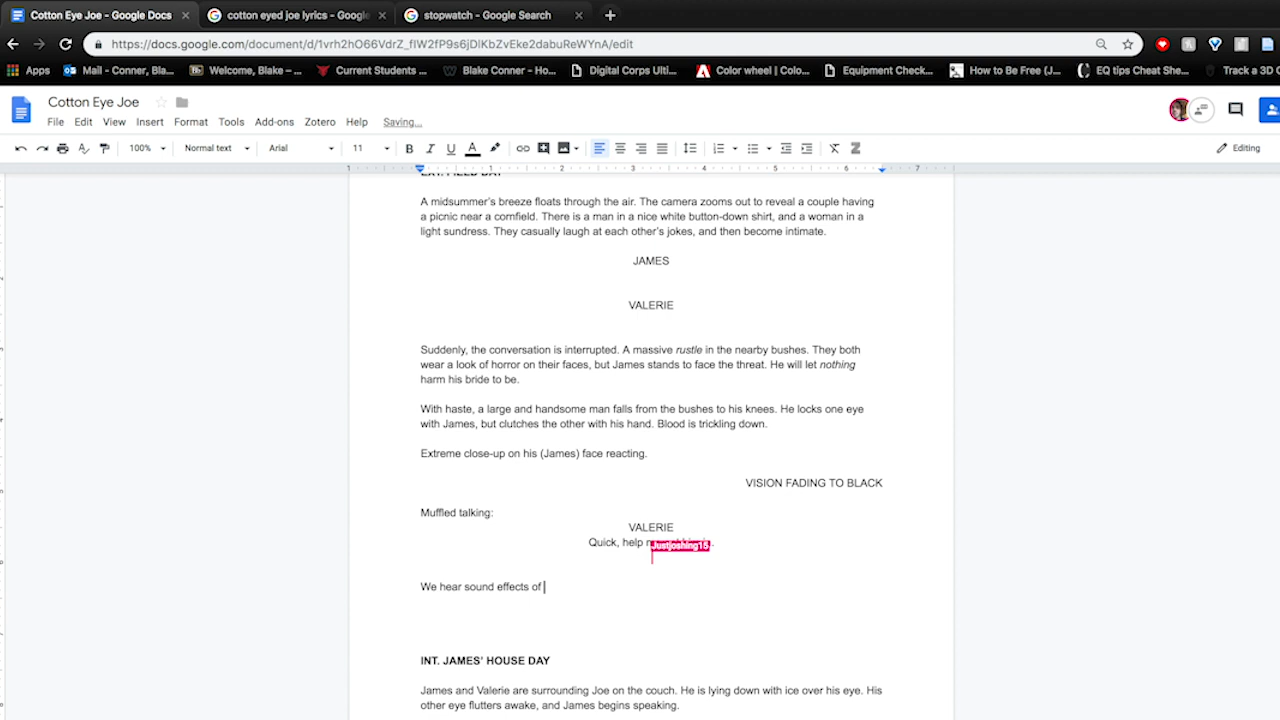 Cotton Eye Joe - Google Docs
cotton eyed joe lyrics - Google
stopwatch - Google Search
https://docs.google.com/document/d/1vrh2hO66VdrZ_fIW2fP9s6jDlKbZvEke2dabuReWYnA/edit
Apps
Mail - Conner, Bla...
Welcome, Blake – ...
Current Students ...
Blake Conner - Ho...
Digital Corps Ulti...
Color wheel | Colo...
Equipment Check...
How to Be Free (J...
EQ tips Cheat She...
Track a 3D
Cotton Eye Joe
File Edit View Insert Format Tools Add-ons Zotero Help Saving...
100% Normal text Arial 11 B I U A Z Editing
1 1 2 3 4 5 6 7
EXT. FIELD DAY
A midsummer's breeze floats through the air. The camera zooms out to reveal a couple having
a picnic near a cornfield. There is a man in a nice white button-down shirt, and a woman in a
light sundress. They casually laugh at each other's jokes, and then become intimate.
JAMES
VALERIE
Suddenly, the conversation is interrupted. A massive rustle in the nearby bushes. They both
wear a look of horror on their faces, but James stands to face the threat. He will let nothing
harm his bride to be.
With haste, a large and handsome man falls from the bushes to his knees. He locks one eye
with James, but clutches the other with his hand. Blood is trickling down.
Extreme close-up on his (James) face reacting.
VISION FADING TO BLACK
Muffled talking:
VALERIE
Quick, help
Justjoshing18
We hear sound effects of
INT. JAMES' HOUSE DAY
James and Valerie are surrounding Joe on the couch. He is lying down with ice over his eye. His
other eye flutters awake, and James begins speaking.